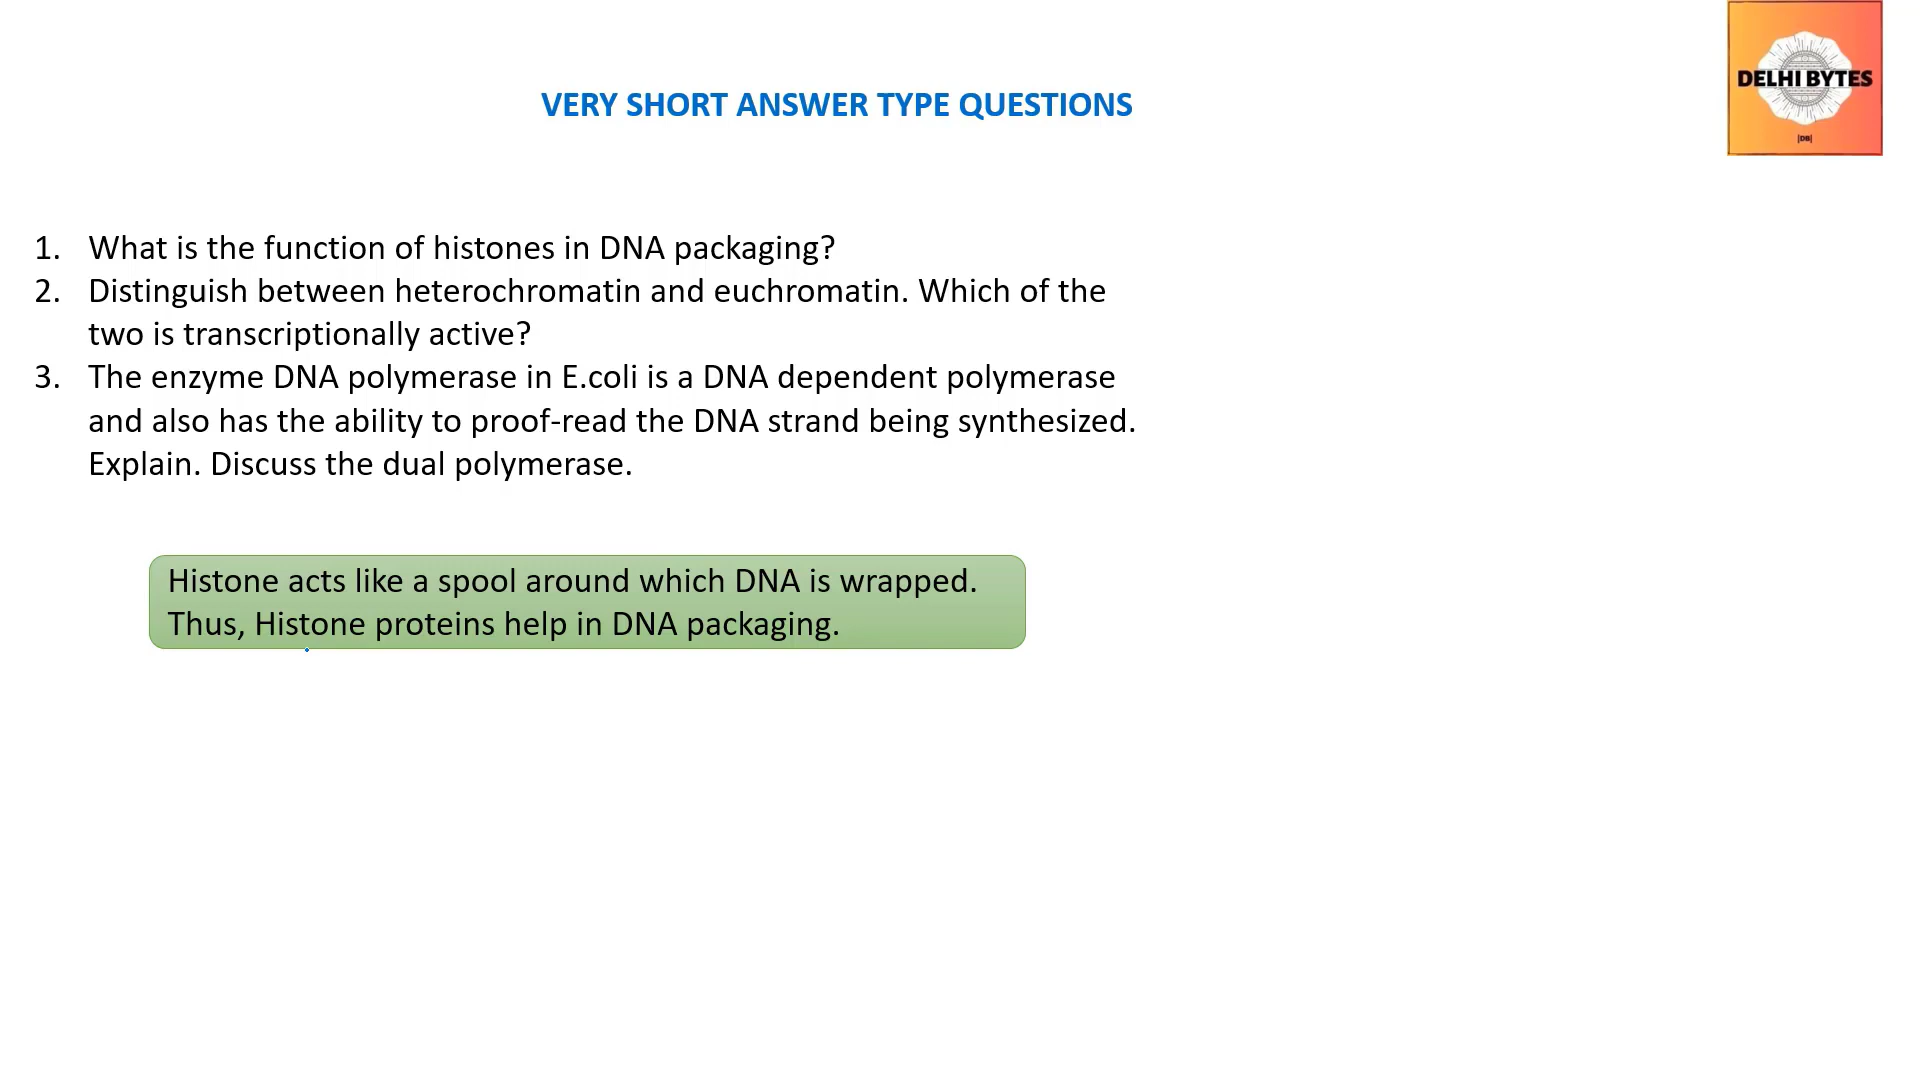 DELHI BYTES
|DB|
VERY SHORT ANSWER TYPE QUESTIONS
1. What is the function of histones in DNA packaging?
2. Distinguish between heterochromatin and euchromatin. Which of the
two is transcriptionally active?
3. The enzyme DNA polymerase in E.coli is a DNA dependent polymerase
and also has the ability to proof-read the DNA strand being synthesized.
Explain. Discuss the dual polymerase.
Histone acts like a spool around which DNA is wrapped.
Thus, Histone proteins help in DNA packaging.